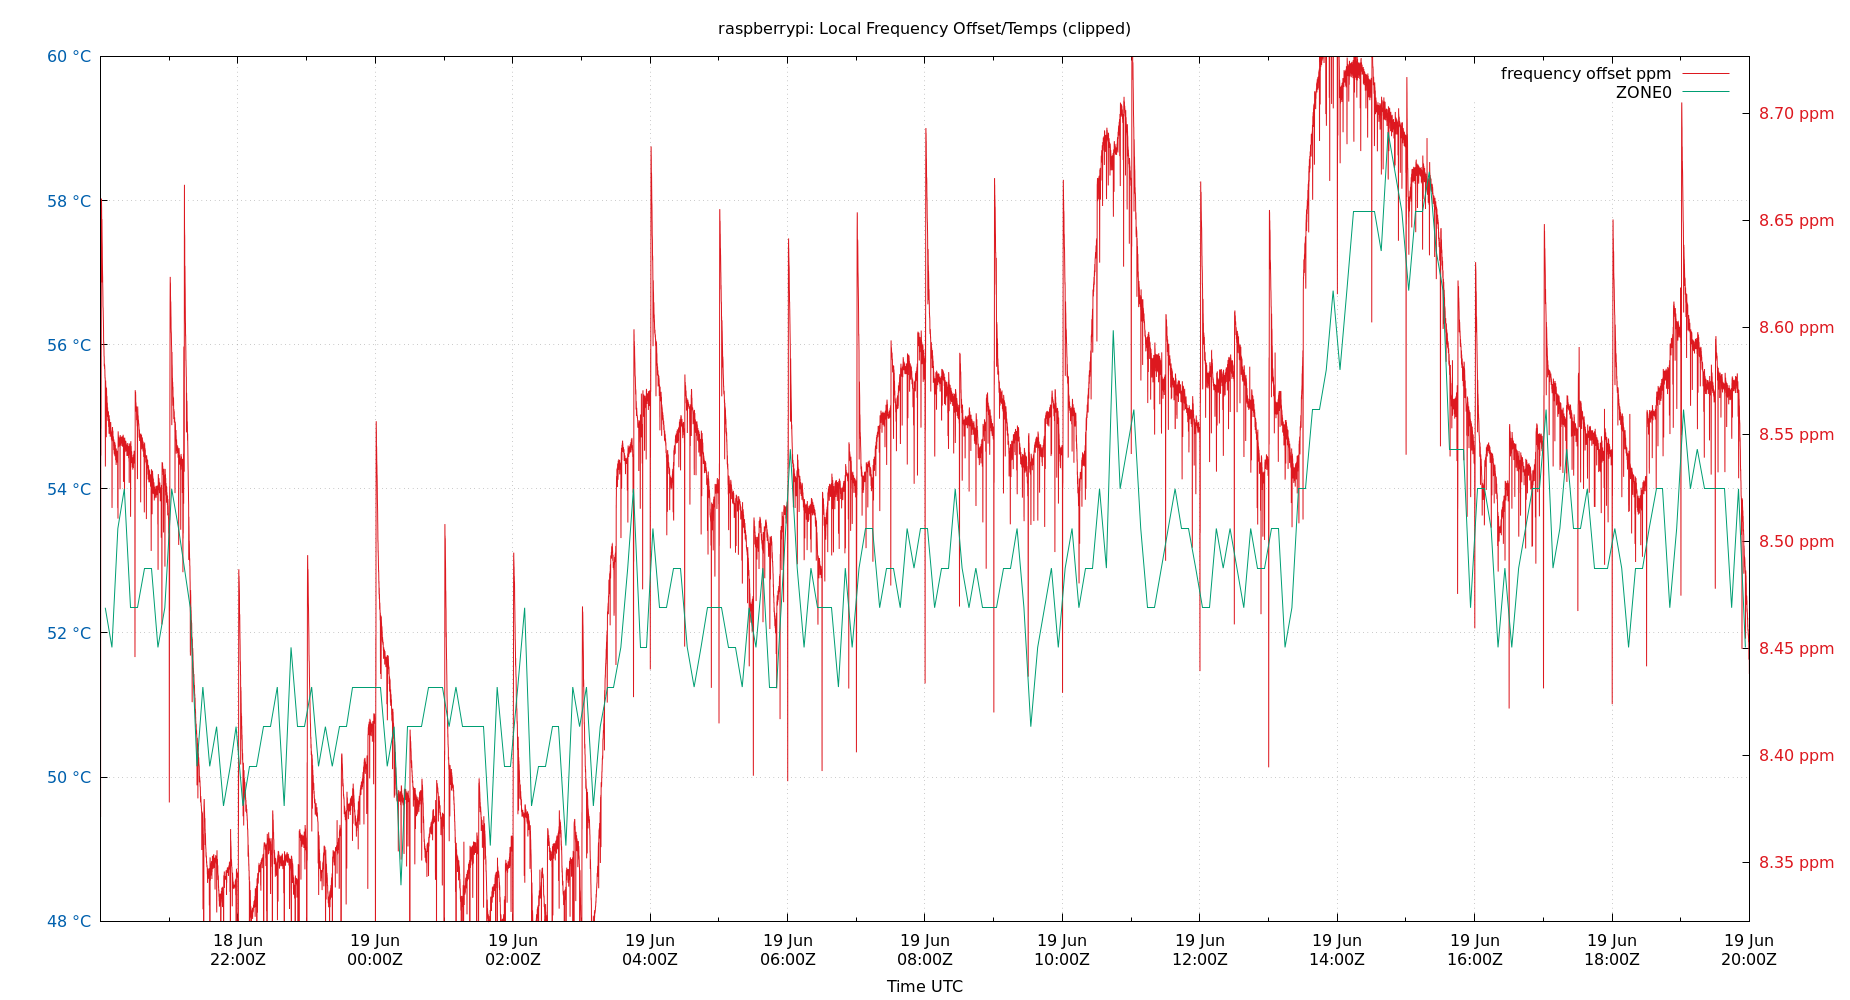 raspberrypi: Local Frequency Offset/Temps (clipped)
frequency offset ppm
ZONE0
60 °C
58 °C
56 °C
54 °C
52 °C
50 °C
48 °C
8.70 ppm
8.65 ppm
8.60 ppm
8.55 ppm
8.50 ppm
8.45 ppm
8.40 ppm
8.35 ppm
18 Jun
22:00Z
19 Jun
00:00Z
19 Jun
02:00Z
19 Jun
04:00Z
19 Jun
06:00Z
19 Jun
08:00Z
19 Jun
10:00Z
19 Jun
12:00Z
19 Jun
14:00Z
19 Jun
16:00Z
19 Jun
18:00Z
19 Jun
20:00Z
Time UTC